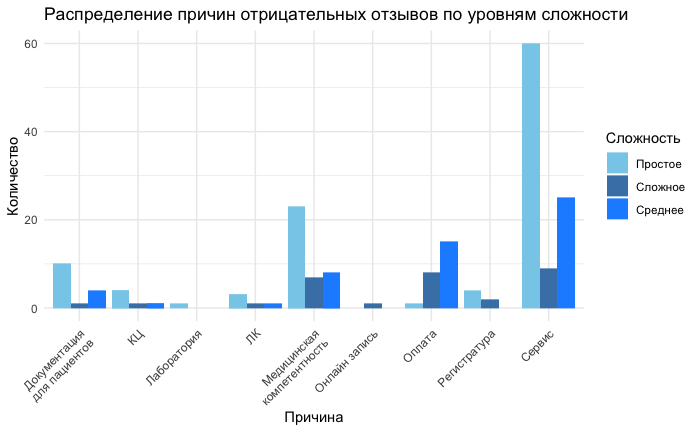 Распределение причин отрицательных отзывов по уровням сложности
60
40
20
0
Количество
Документация
для пациентов
КЦ
Лаборатория
ЛК
Медицинская
компетентность
Онлайн запись
Оплата
Регистратура
Сервис
Причина
Сложность
Простое
Сложное
Среднее